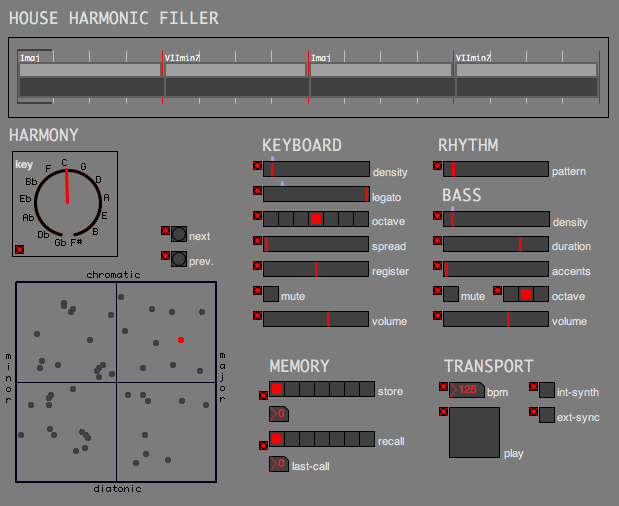 HOUSE HARMONIC FILLER
Imaj VIImin7 Imaj VIImin7
HARMONY
key
C
F G
Bb D
Eb A
Ab E
Db B
Gb F#
next
prev.
chromatic
minor
major
diatonic
KEYBOARD
density
legato
octave
spread
register
mute
volume
RHYTHM
pattern
BASS
density
duration
accents
mute octave
volume
MEMORY
store
>0
recall
>0 last-call
TRANSPORT
>125 bpm int-synth
ext-sync
play